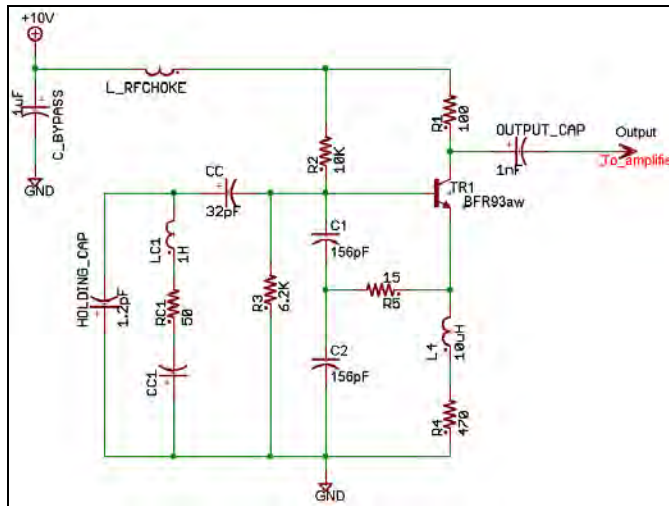 +10V
L_RFCHOKE
1uF
C_BYPASS
GND
R1
100
OUTPUT_CAP
1nF
Output
To_amplifie
R2
10K
CC
32pF
TR1
BFR93aw
LC1
1H
C1
156pF
HOLDING_CAP
1.2pF
RC1
50
R3
6.2K
15
R5
L4
10uH
CC1
C2
156pF
R4
470
GND